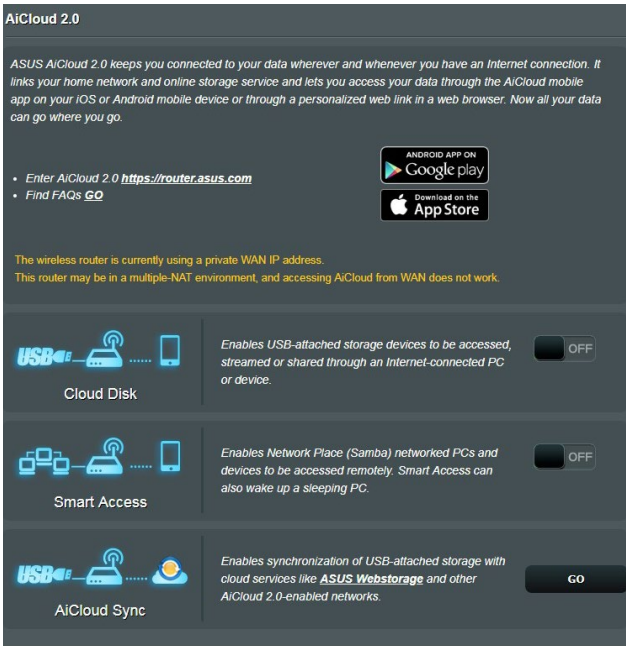 AiCloud 2.0
ASUS AiCloud 2.0 keeps you connected to your data wherever and whenever you have an Internet connection. It
links your home network and online storage service and lets you access your data through the AiCloud mobile
app on your iOS or Android mobile device or through a personalized web link in a web browser. Now all your data
can go where you go.
• Enter AiCloud 2.0 https://router.asus.com
• Find FAQs GO
ANDROID APP ON
Google play
Download on the
App Store
The wireless router is currently using a private WAN IP address.
This router may be in a multiple-NAT environment, and accessing AiCloud from WAN does not work.
USB
Cloud Disk
Enables USB-attached storage devices to be accessed,
streamed or shared through an Internet-connected PC
or device.
OFF
Smart Access
Enables Network Place (Samba) networked PCs and
devices to be accessed remotely. Smart Access can
also wake up a sleeping PC.
OFF
USB
AiCloud Sync
Enables synchronization of USB-attached storage with
cloud services like ASUS Webstorage and other
AiCloud 2.0-enabled networks.
GO